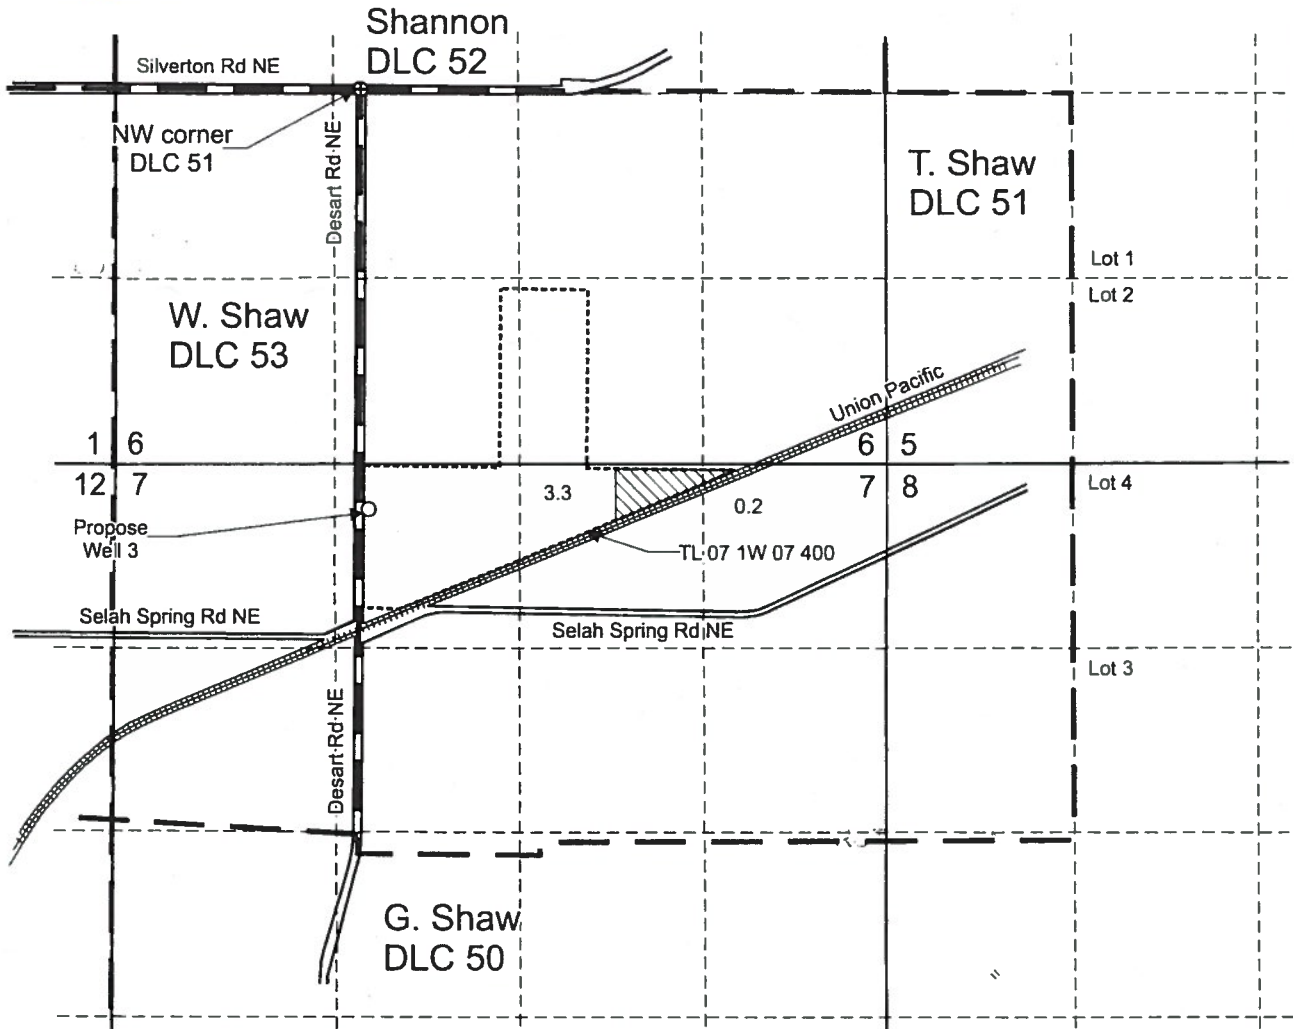 Shannon
DLC 52
Silverton Rd NE
NW corner
DLC 51
Desart Rd NE
T. Shaw
DLC 51
Lot 1
Lot 2
W. Shaw
DLC 53
Union Pacific
1 6
6 5
12 7
7 8
Lot 4
3.3
0.2
Propose
Well 3
TL 07 1W 07 400
Selah Spring Rd NE
Selah Spring Rd NE
Lot 3
Desart Rd NE
G. Shaw
DLC 50